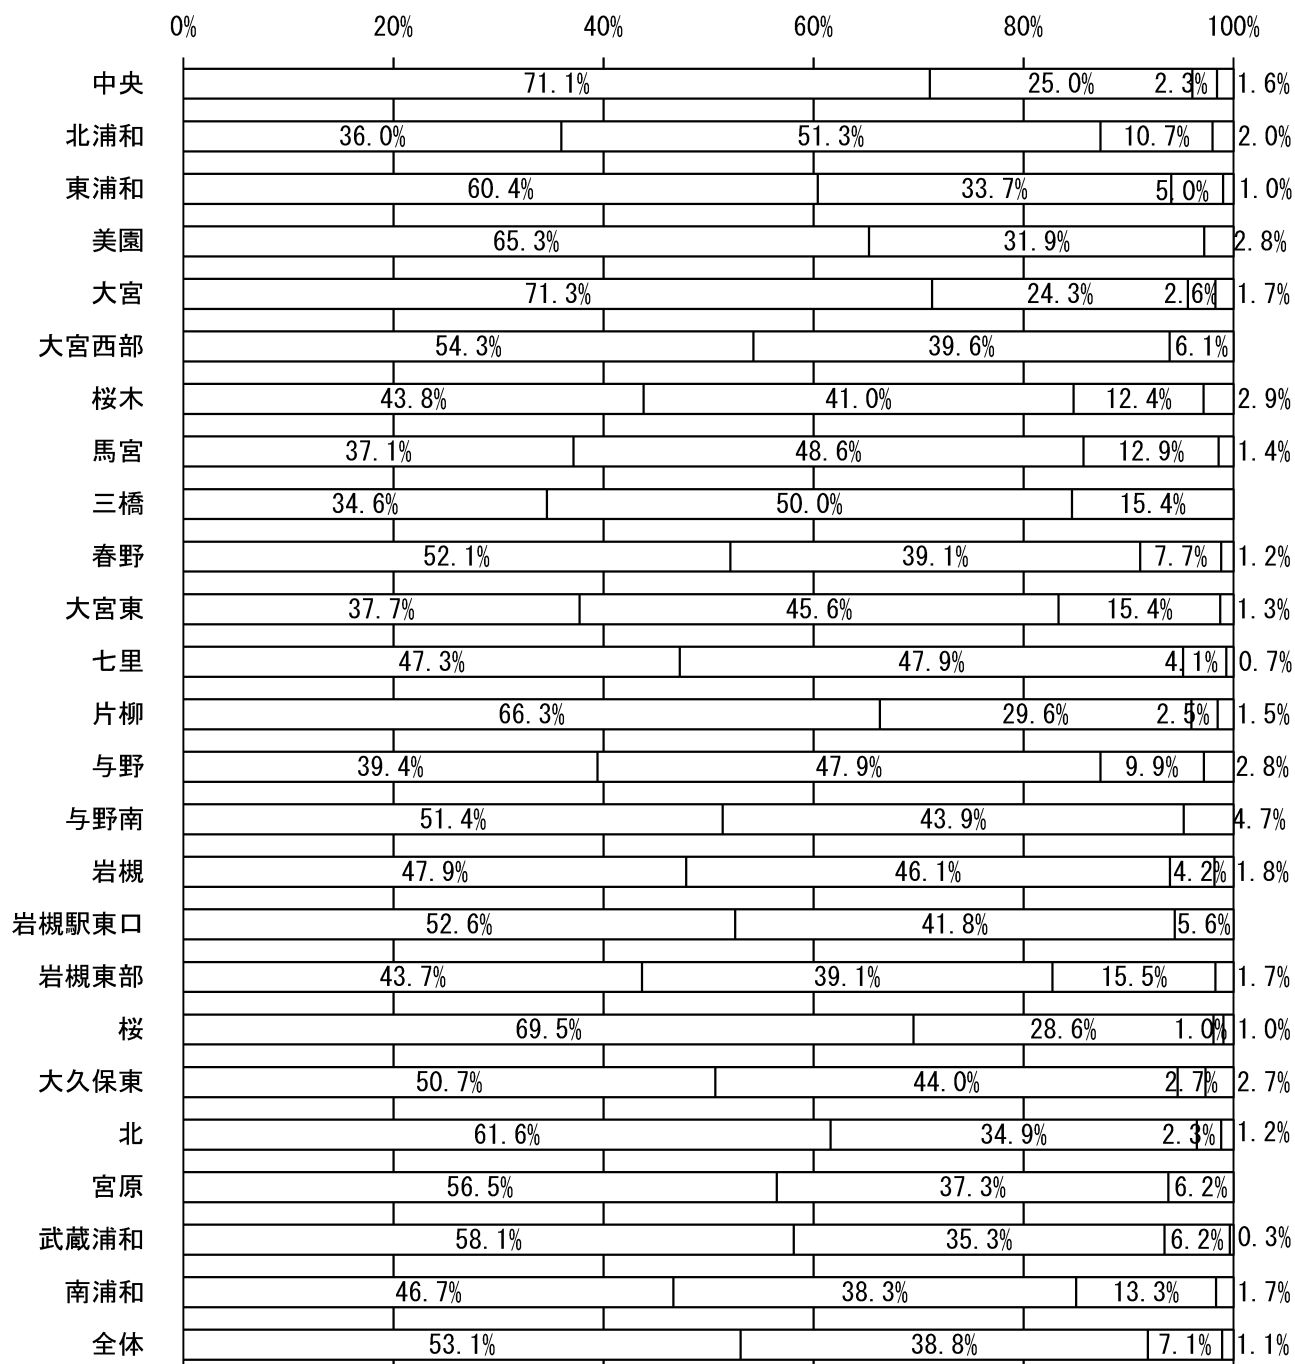 0% 20% 40% 60% 80% 100%
中央 71.1% 25.0% 2.3% 1.6%
北浦和 36.0% 51.3% 10.7% 2.0%
東浦和 60.4% 33.7% 5.0% 1.0%
美園 65.3% 31.9% 2.8%
大宮 71.3% 24.3% 2.6% 1.7%
大宮西部 54.3% 39.6% 6.1%
桜木 43.8% 41.0% 12.4% 2.9%
馬宮 37.1% 48.6% 12.9% 1.4%
三橋 34.6% 50.0% 15.4%
春野 52.1% 39.1% 7.7% 1.2%
大宮東 37.7% 45.6% 15.4% 1.3%
七里 47.3% 47.9% 4.1% 0.7%
片柳 66.3% 29.6% 2.5% 1.5%
与野 39.4% 47.9% 9.9% 2.8%
与野南 51.4% 43.9% 4.7%
岩槻 47.9% 46.1% 4.2% 1.8%
岩槻駅東口 52.6% 41.8% 5.6%
岩槻東部 43.7% 39.1% 15.5% 1.7%
桜 69.5% 28.6% 1.0% 1.0%
大久保東 50.7% 44.0% 2.7% 2.7%
北 61.6% 34.9% 2.3% 1.2%
宮原 56.5% 37.3% 6.2%
武蔵浦和 58.1% 35.3% 6.2% 0.3%
南浦和 46.7% 38.3% 13.3% 1.7%
全体 53.1% 38.8% 7.1% 1.1%